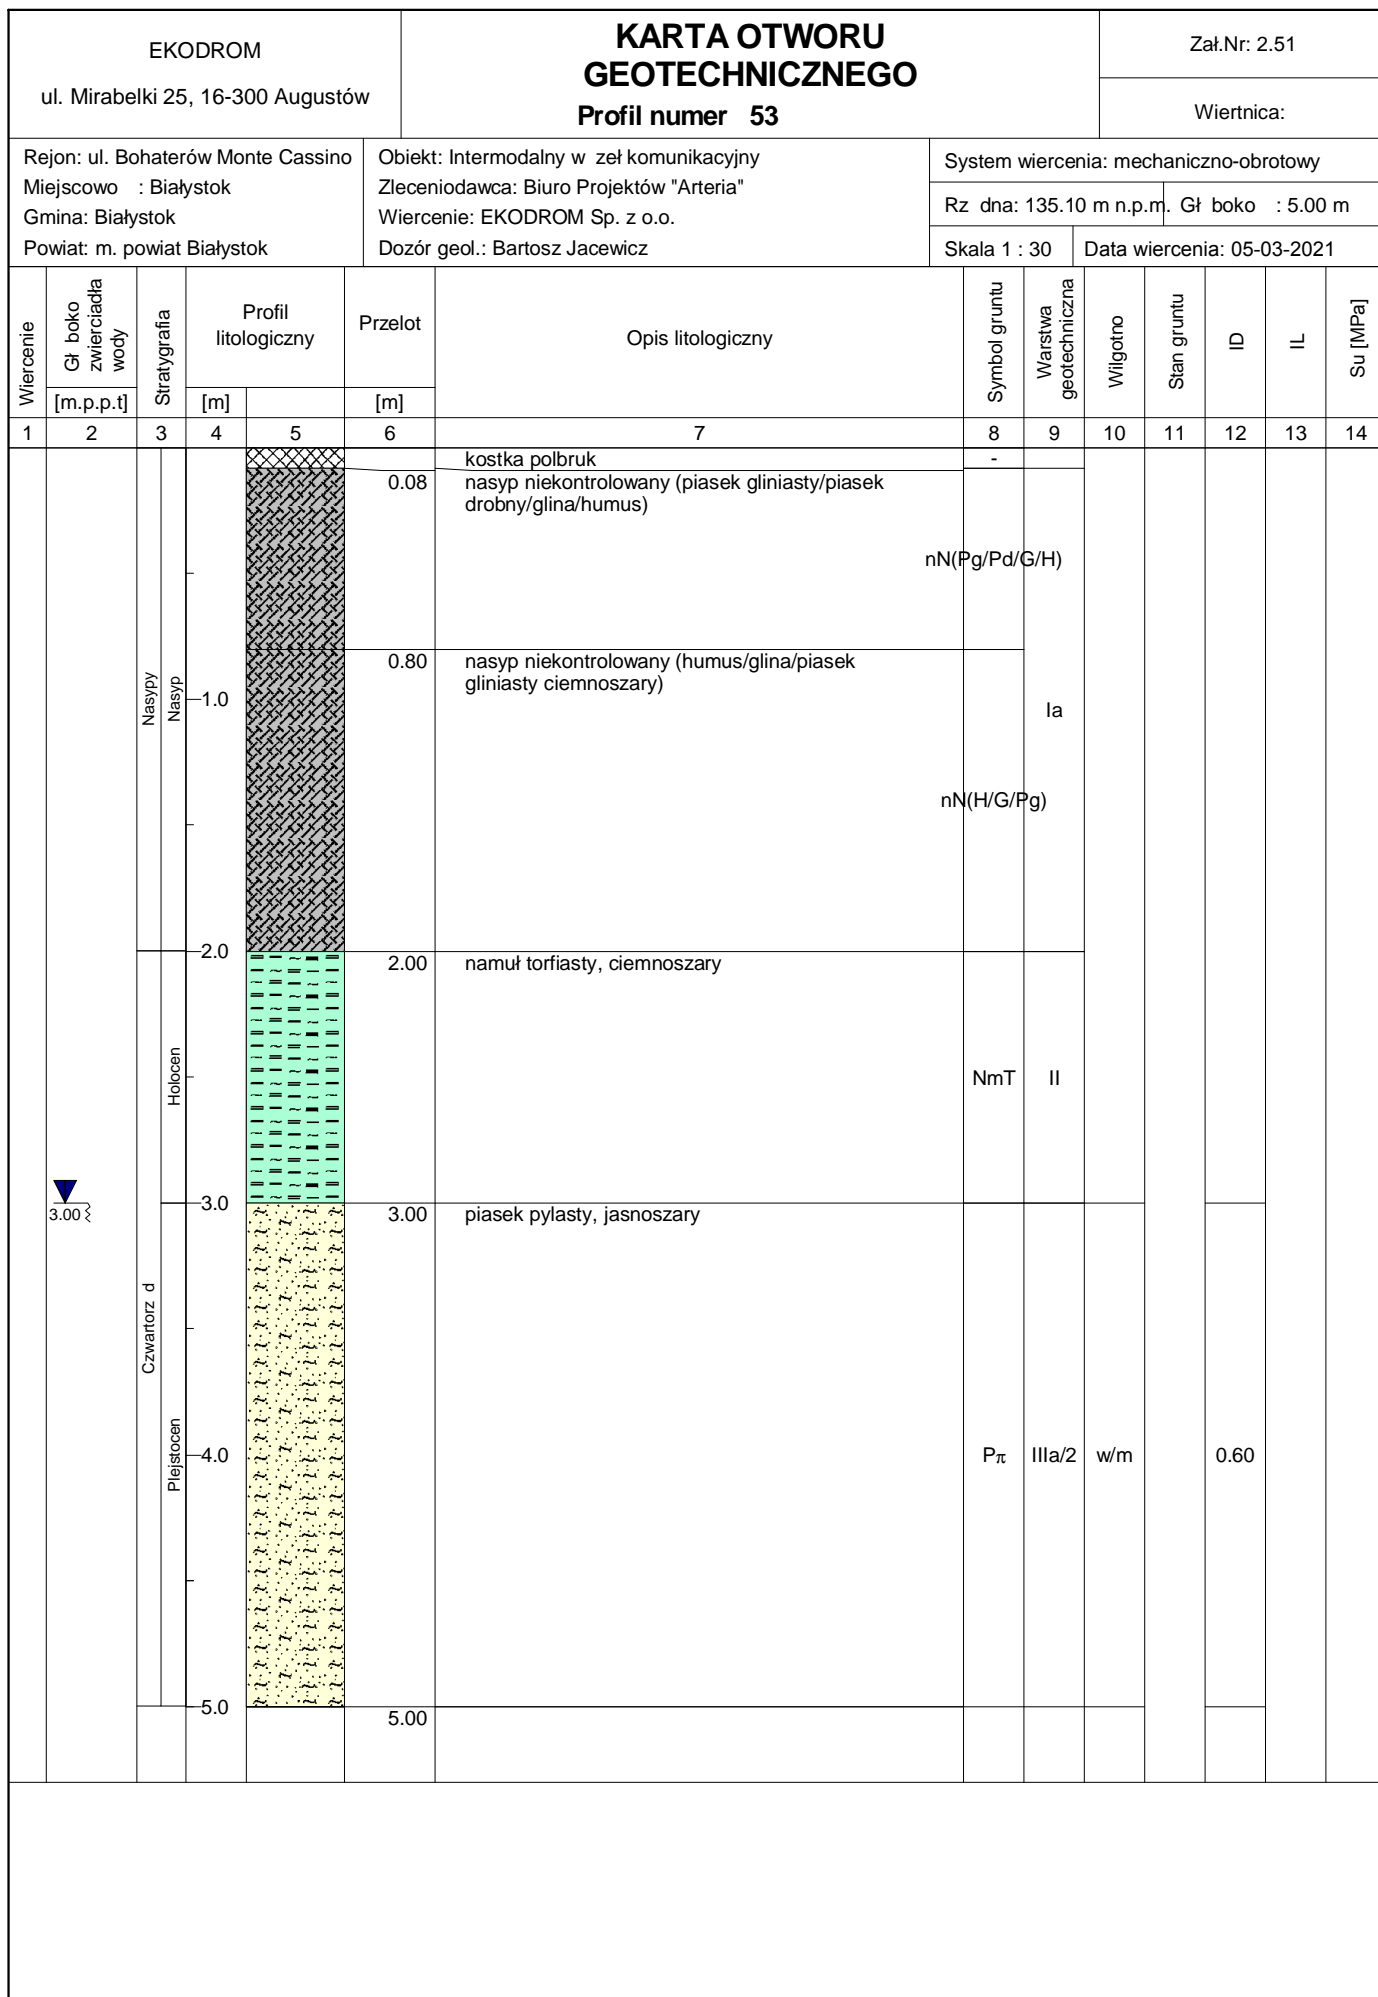 EKODROM
ul. Mirabelki 25, 16-300 Augustów
KARTA OTWORU
GEOTECHNICZNEGO
Profil numer 53
Zał.Nr: 2.51
Wiertnica:
Rejon: ul. Bohaterów Monte Cassino
Miejscowo : Białystok
Gmina: Białystok
Powiat: m. powiat Białystok
Obiekt: Intermodalny w zeł komunikacyjny
Zleceniodawca: Biuro Projektów "Arteria"
Wiercenie: EKODROM Sp. z o.o.
Dozór geol.: Bartosz Jacewicz
System wiercenia: mechaniczno-obrotowy
Rz dna: 135.10 m n.p.m. Gł boko : 5.00 m
Skala 1 : 30 Data wiercenia: 05-03-2021
Wiercenie
Gł boko
zwierciadła
wody
[m.p.p.t]
Stratygrafia
Profil
litologiczny
[m]
Przelot
[m]
Opis litologiczny
Symbol gruntu
Warstwa
geotechniczna
Wilgotno
Stan gruntu
ID
IL
Su [MPa]
1 2 3 4 5 6 7 8 9 10 11 12 13 14
kostka polbruk -
0.08 nasyp niekontrolowany (piasek gliniasty/piasek
drobny/glina/humus)
nN(Pg/Pd/G/H)
0.80 nasyp niekontrolowany (humus/glina/piasek
gliniasty ciemnoszary)
Nasypy
Nasyp
1.0
Ia
nN(H/G/Pg)
2.0
2.00 namuł torfiasty, ciemnoszary
Holocen
NmT II
3.00
3.0
3.00 piasek pylasty, jasnoszary
Czwartorz d
Plejstocen
4.0
Pπ IIIa/2 w/m 0.60
5.0
5.00